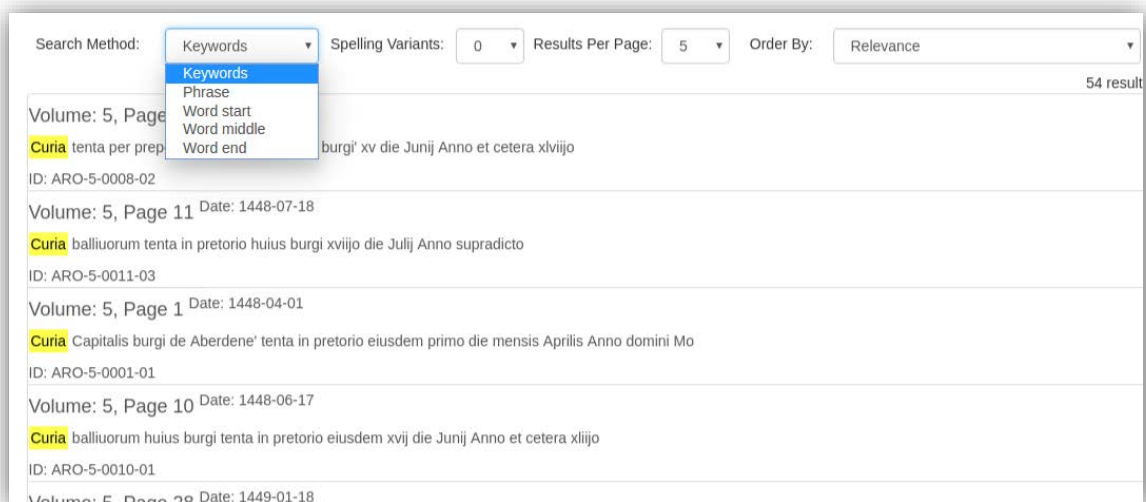 Search Method: Keywords Spelling Variants: 0 Results Per Page: 5 Order By: Relevance
Keywords
Phrase
Word start
Word middle
Word end
54 result
Volume: 5, Page
Curia tenta per prep burgi' xv die Junij Anno et cetera xlviijo
ID: ARO-5-0008-02
Volume: 5, Page 11 Date: 1448-07-18
Curia balliuorum tenta in pretorio huius burgi xviijo die Julij Anno supradicto
ID: ARO-5-0011-03
Volume: 5, Page 1 Date: 1448-04-01
Curia Capitalis burgi de Aberdene' tenta in pretorio eiusdem primo die mensis Aprilis Anno domini Mo
ID: ARO-5-0001-01
Volume: 5, Page 10 Date: 1448-06-17
Curia balliuorum huius burgi tenta in pretorio eiusdem xvij die Junij Anno et cetera xliijo
ID: ARO-5-0010-01
Volume: 5, Page 28 Date: 1449-01-18